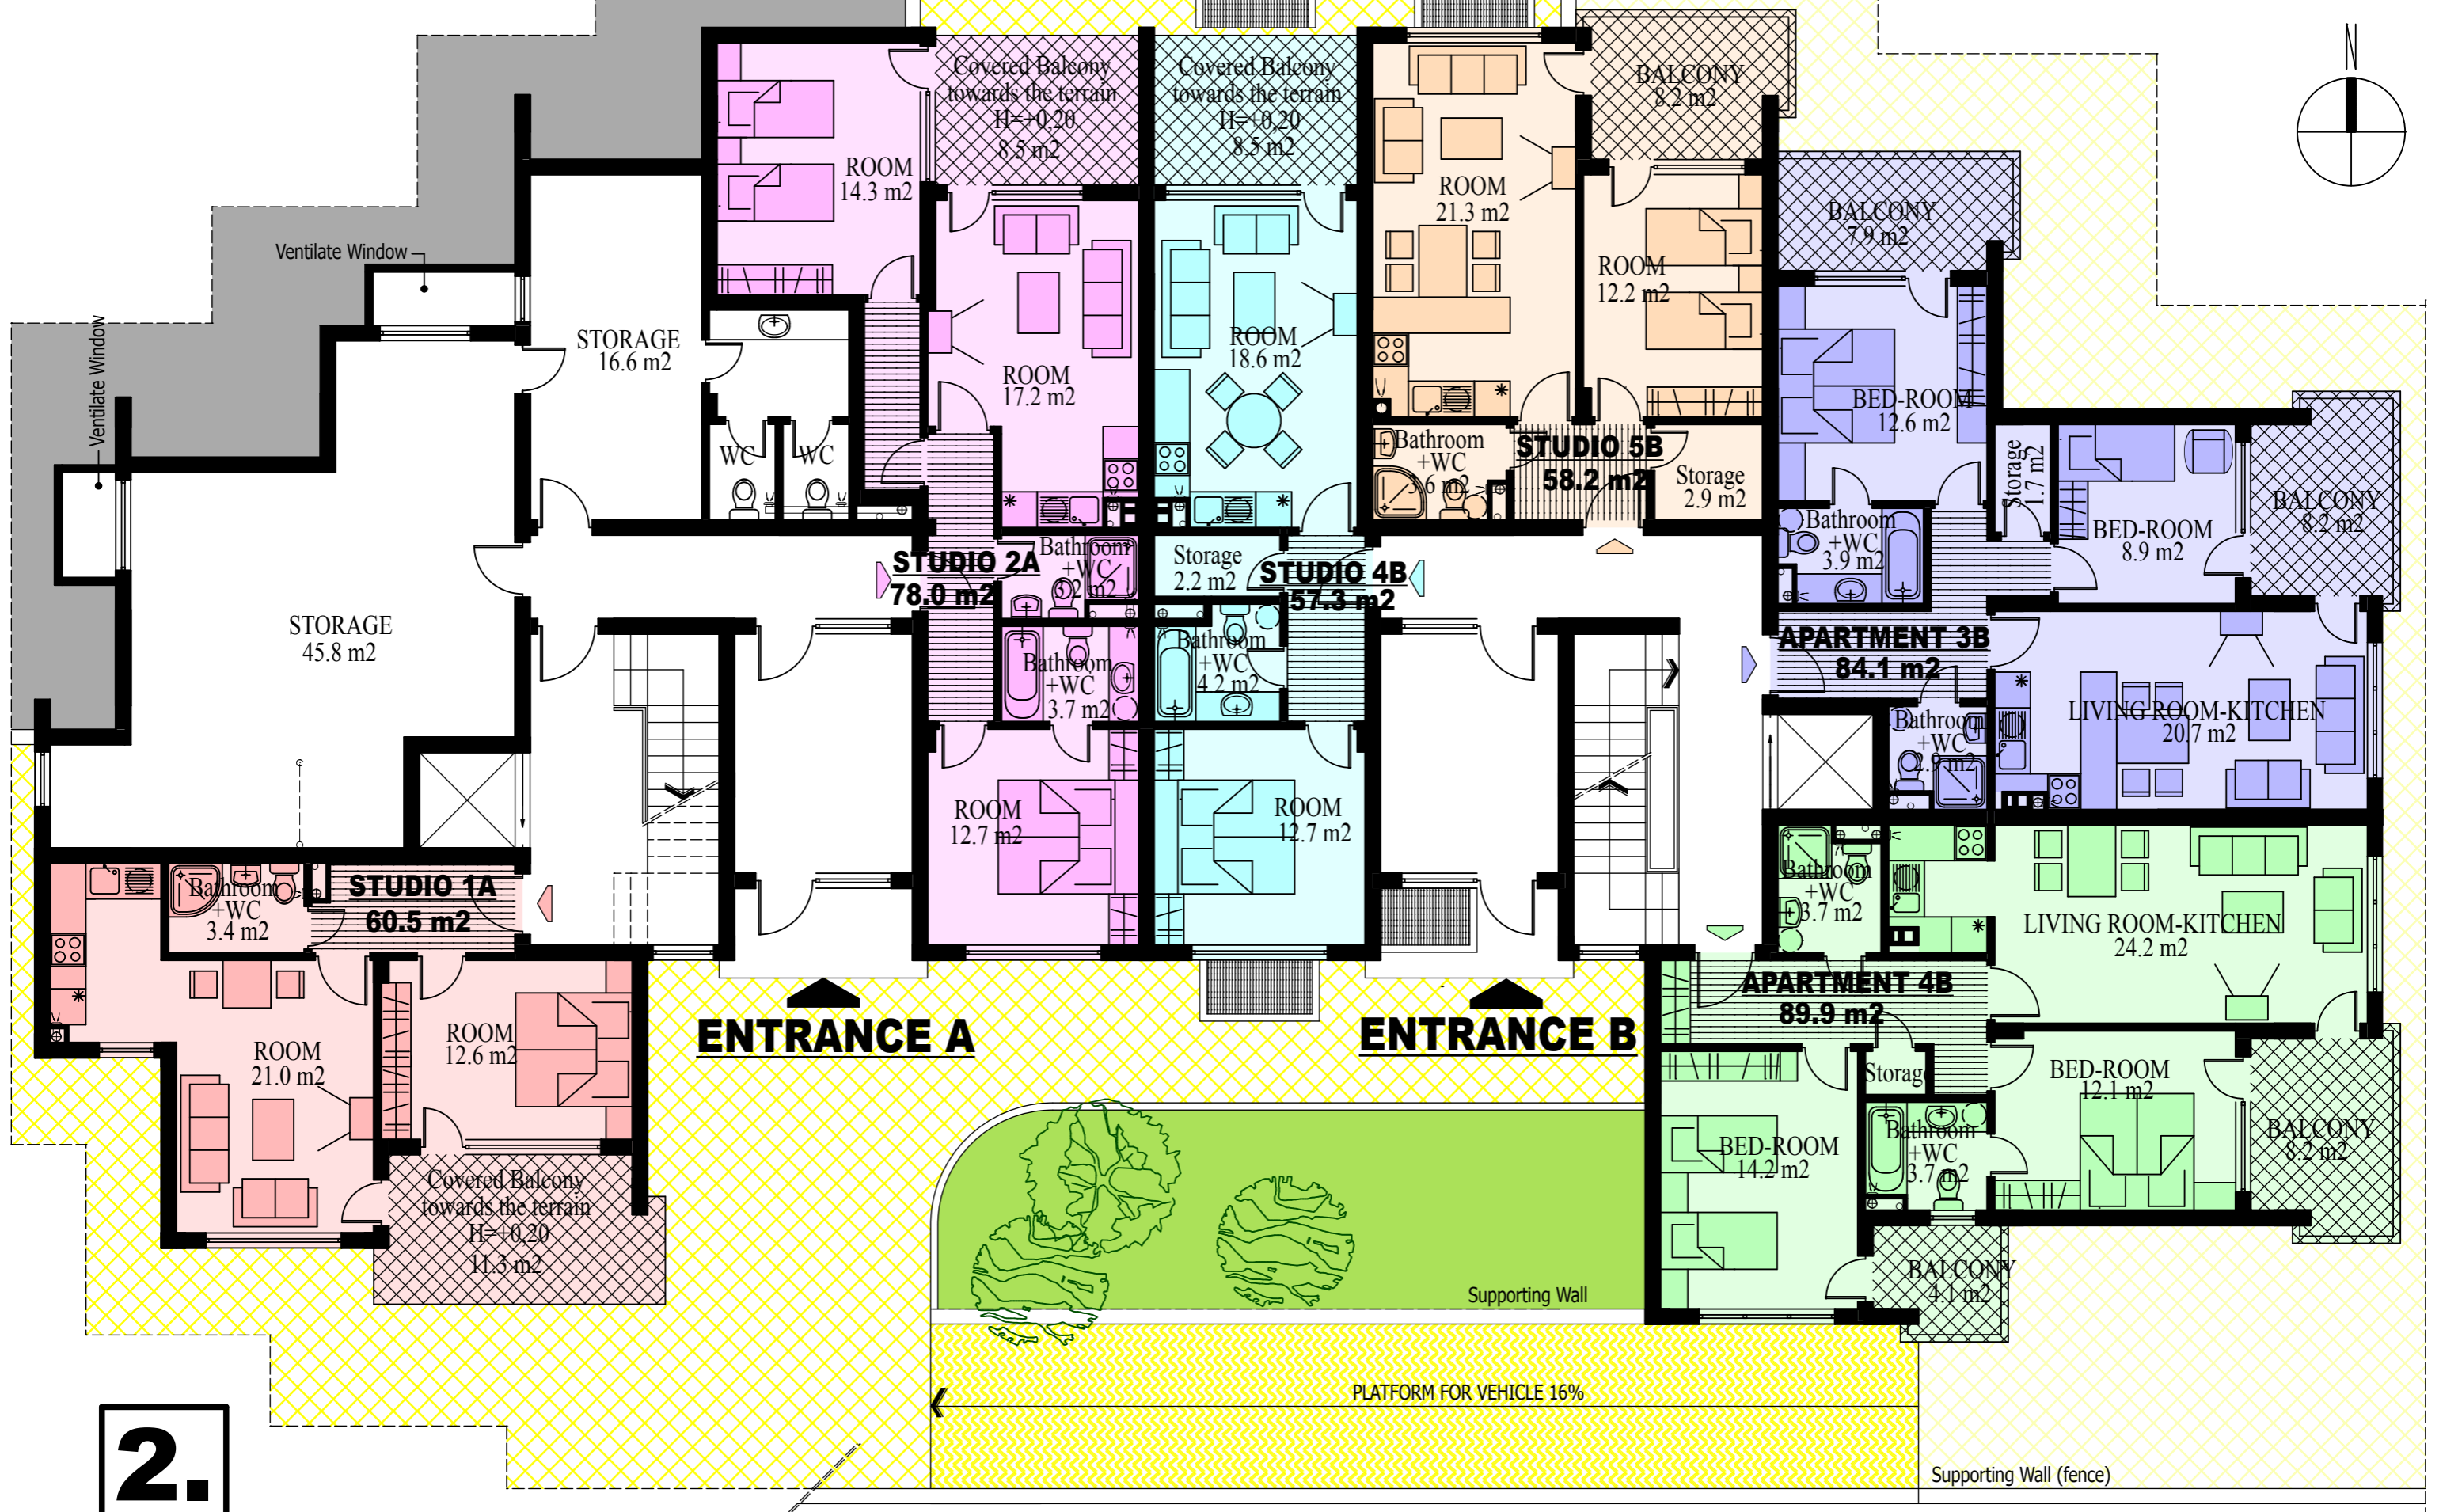 N
Covered Balcony
towards the terrain
H=+0,20
8.5 m2
Covered Balcony
towards the terrain
H=+0,20
8.5 m2
BALCONY
8.2 m2
ROOM
14.3 m2
ROOM
21.3 m2
BALCONY
7.9 m2
Ventilate Window
Ventilate Window
STORAGE
16.6 m2
ROOM
17.2 m2
ROOM
18.6 m2
ROOM
12.2 m2
BED-ROOM
12.6 m2
WC
WC
Bathroom
+WC
3.6 m2
STUDIO 5B
58.2 m2
Storage
2.9 m2
Storage
1.7 m2
BED-ROOM
8.9 m2
BALCONY
8.2 m2
STUDIO 2A
78.0 m2
Bathroom
+WC
3.2 m2
Storage
2.2 m2
STUDIO 4B
57.3 m2
Bathroom
+WC
3.9 m2
STORAGE
45.8 m2
Bathroom
+WC
3.7 m2
Bathroom
+WC
4.2 m2
APARTMENT 3B
84.1 m2
Bathroom
+WC
2.9 m2
LIVING ROOM-KITCHEN
20.7 m2
ROOM
12.7 m2
ROOM
12.7 m2
Bathroom
+WC
3.4 m2
STUDIO 1A
60.5 m2
Bathroom
+WC
3.7 m2
LIVING ROOM-KITCHEN
24.2 m2
APARTMENT 4B
89.9 m2
ENTRANCE A
ENTRANCE B
ROOM
21.0 m2
ROOM
12.6 m2
Storage
BED-ROOM
12.1 m2
BED-ROOM
14.2 m2
Bathroom
+WC
3.7 m2
BALCONY
8.2 m2
Covered Balcony
towards the terrain
H=+0,20
11.3 m2
BALCONY
4.1 m2
Supporting Wall
PLATFORM FOR VEHICLE 16%
2.
Supporting Wall (fence)